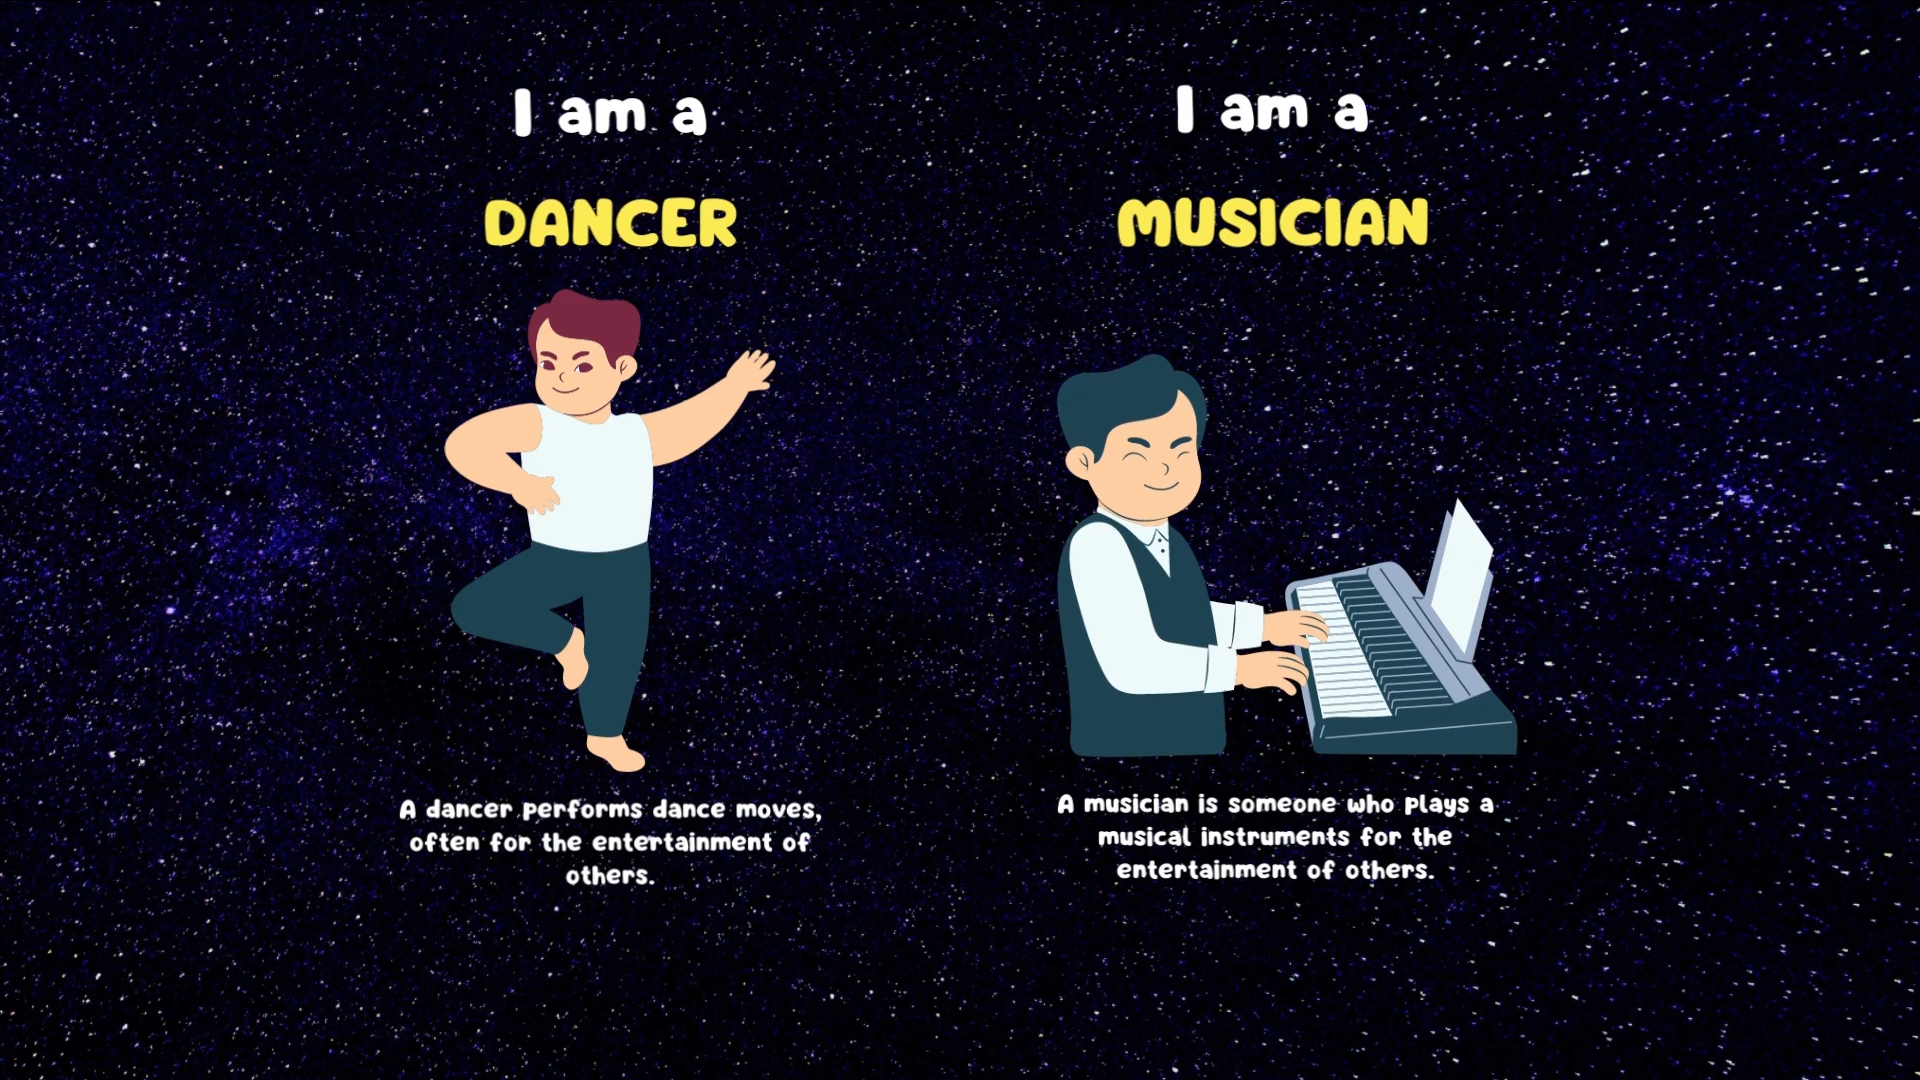 I am a
DANCER
A dancer performs dance moves,
often for the entertainment of
others.
I am a
MUSICIAN
A musician is someone who plays a
musical instruments for the
entertainment of others.